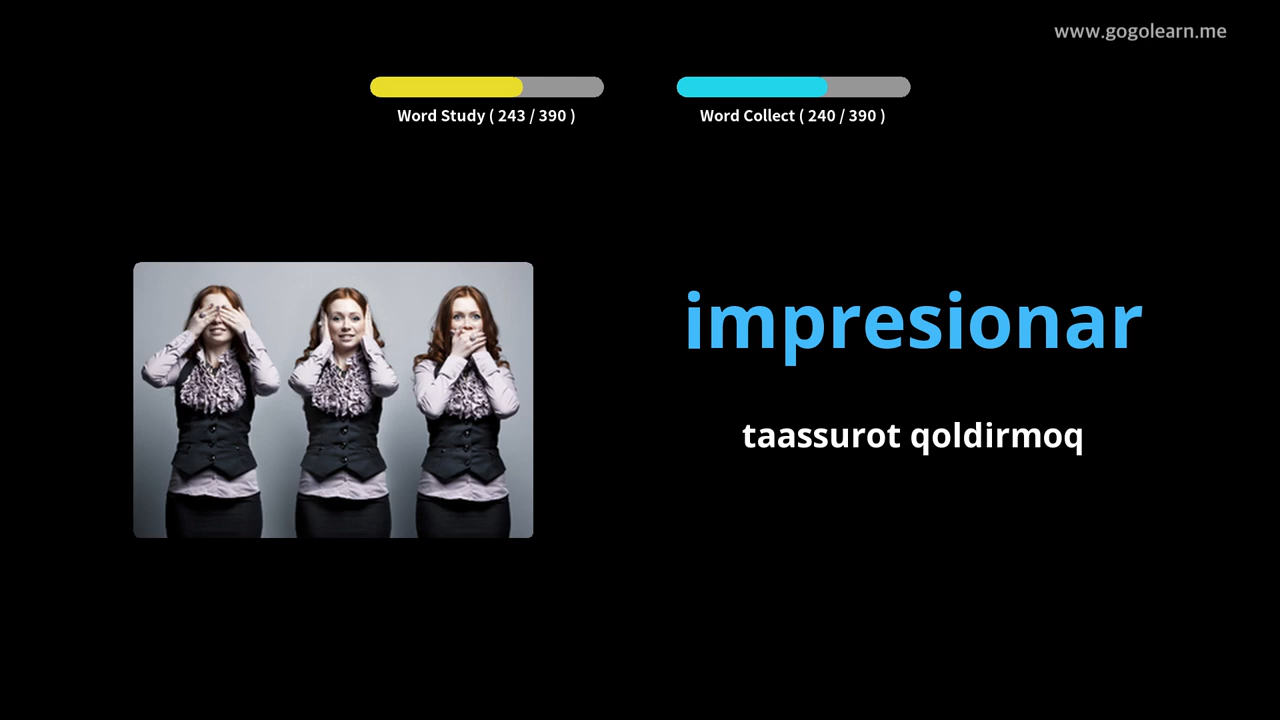 www.gogolearn.me
Word Study ( 243 / 390 )
Word Collect ( 240 / 390 )
impresionar
taassurot qoldirmoq